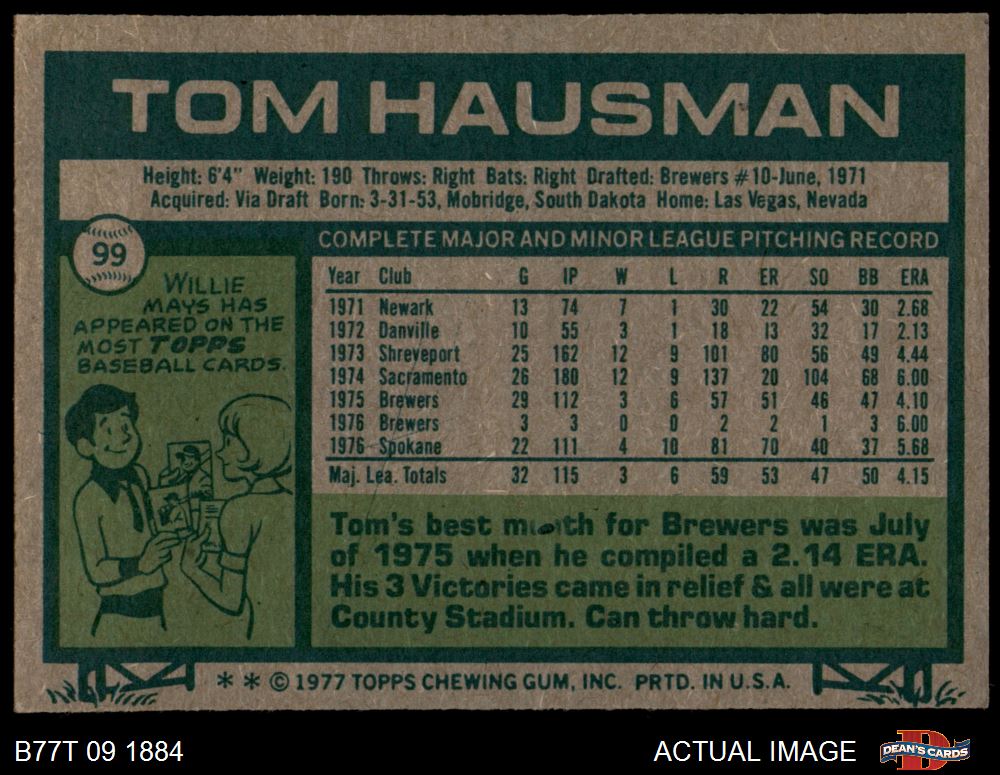 TOM HAUSMAN
Height: 6'4" Weight: 190 Throws: Right Bats: Right Drafted: Brewers #10-June, 1971
Acquired: Via Draft Born: 3-31-53, Mobridge, South Dakota Home: Las Vegas, Nevada
99
WILLIE
MAYS HAS
APPEARED ON THE
MOST TOPPS
BASEBALL CARDS.
COMPLETE MAJOR AND MINOR LEAGUE PITCHING RECORD
Year Club G IP W L R ER SO BB ERA
1971 Newark 13 74 7 1 30 22 54 30 2.68
1972 Danville 10 55 3 1 18 13 32 17 2.13
1973 Shreveport 25 162 12 9 101 80 56 49 4.44
1974 Sacramento 26 180 12 9 137 20 104 68 6.00
1975 Brewers 29 112 3 6 57 51 46 47 4.10
1976 Brewers 3 3 0 0 2 2 1 3 6.00
1976 Spokane 22 111 4 10 81 70 40 37 5.68
Maj. Lea. Totals 32 115 3 6 59 53 47 50 4.15
Tom's best month for Brewers was July
of 1975 when he compiled a 2.14 ERA.
His 3 Victories came in relief & all were at
County Stadium. Can throw hard.
* * © 1977 TOPPS CHEWING GUM, INC. PRTD. IN U.S.A.
B77T 09 1884
ACTUAL IMAGE
DEAN'S CARDS